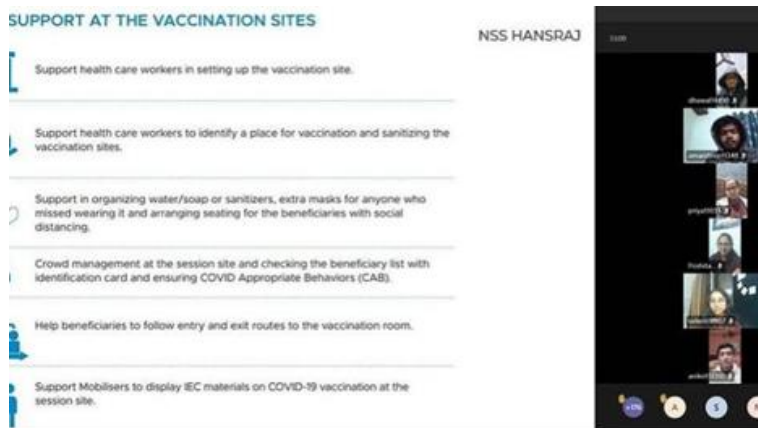 SUPPORT AT THE VACCINATION SITES
NSS HANSRAJ
Support health care workers in setting up the vaccination site.
Support health care workers to identify a place for vaccination and sanitizing the
vaccination sites.
Support in organizing water/soap or sanitizers, extra masks for anyone who
missed wearing it and arranging seating for the beneficiaries with social
distancing.
Crowd management at the session site and checking the beneficiary list with
identification card and ensuring COVID Appropriate Behaviors (CAB).
Help beneficiaries to follow entry and exit routes to the vaccination room.
Support Mobilisers to display IEC materials on COVID-19 vaccination at the
session site.
A
S